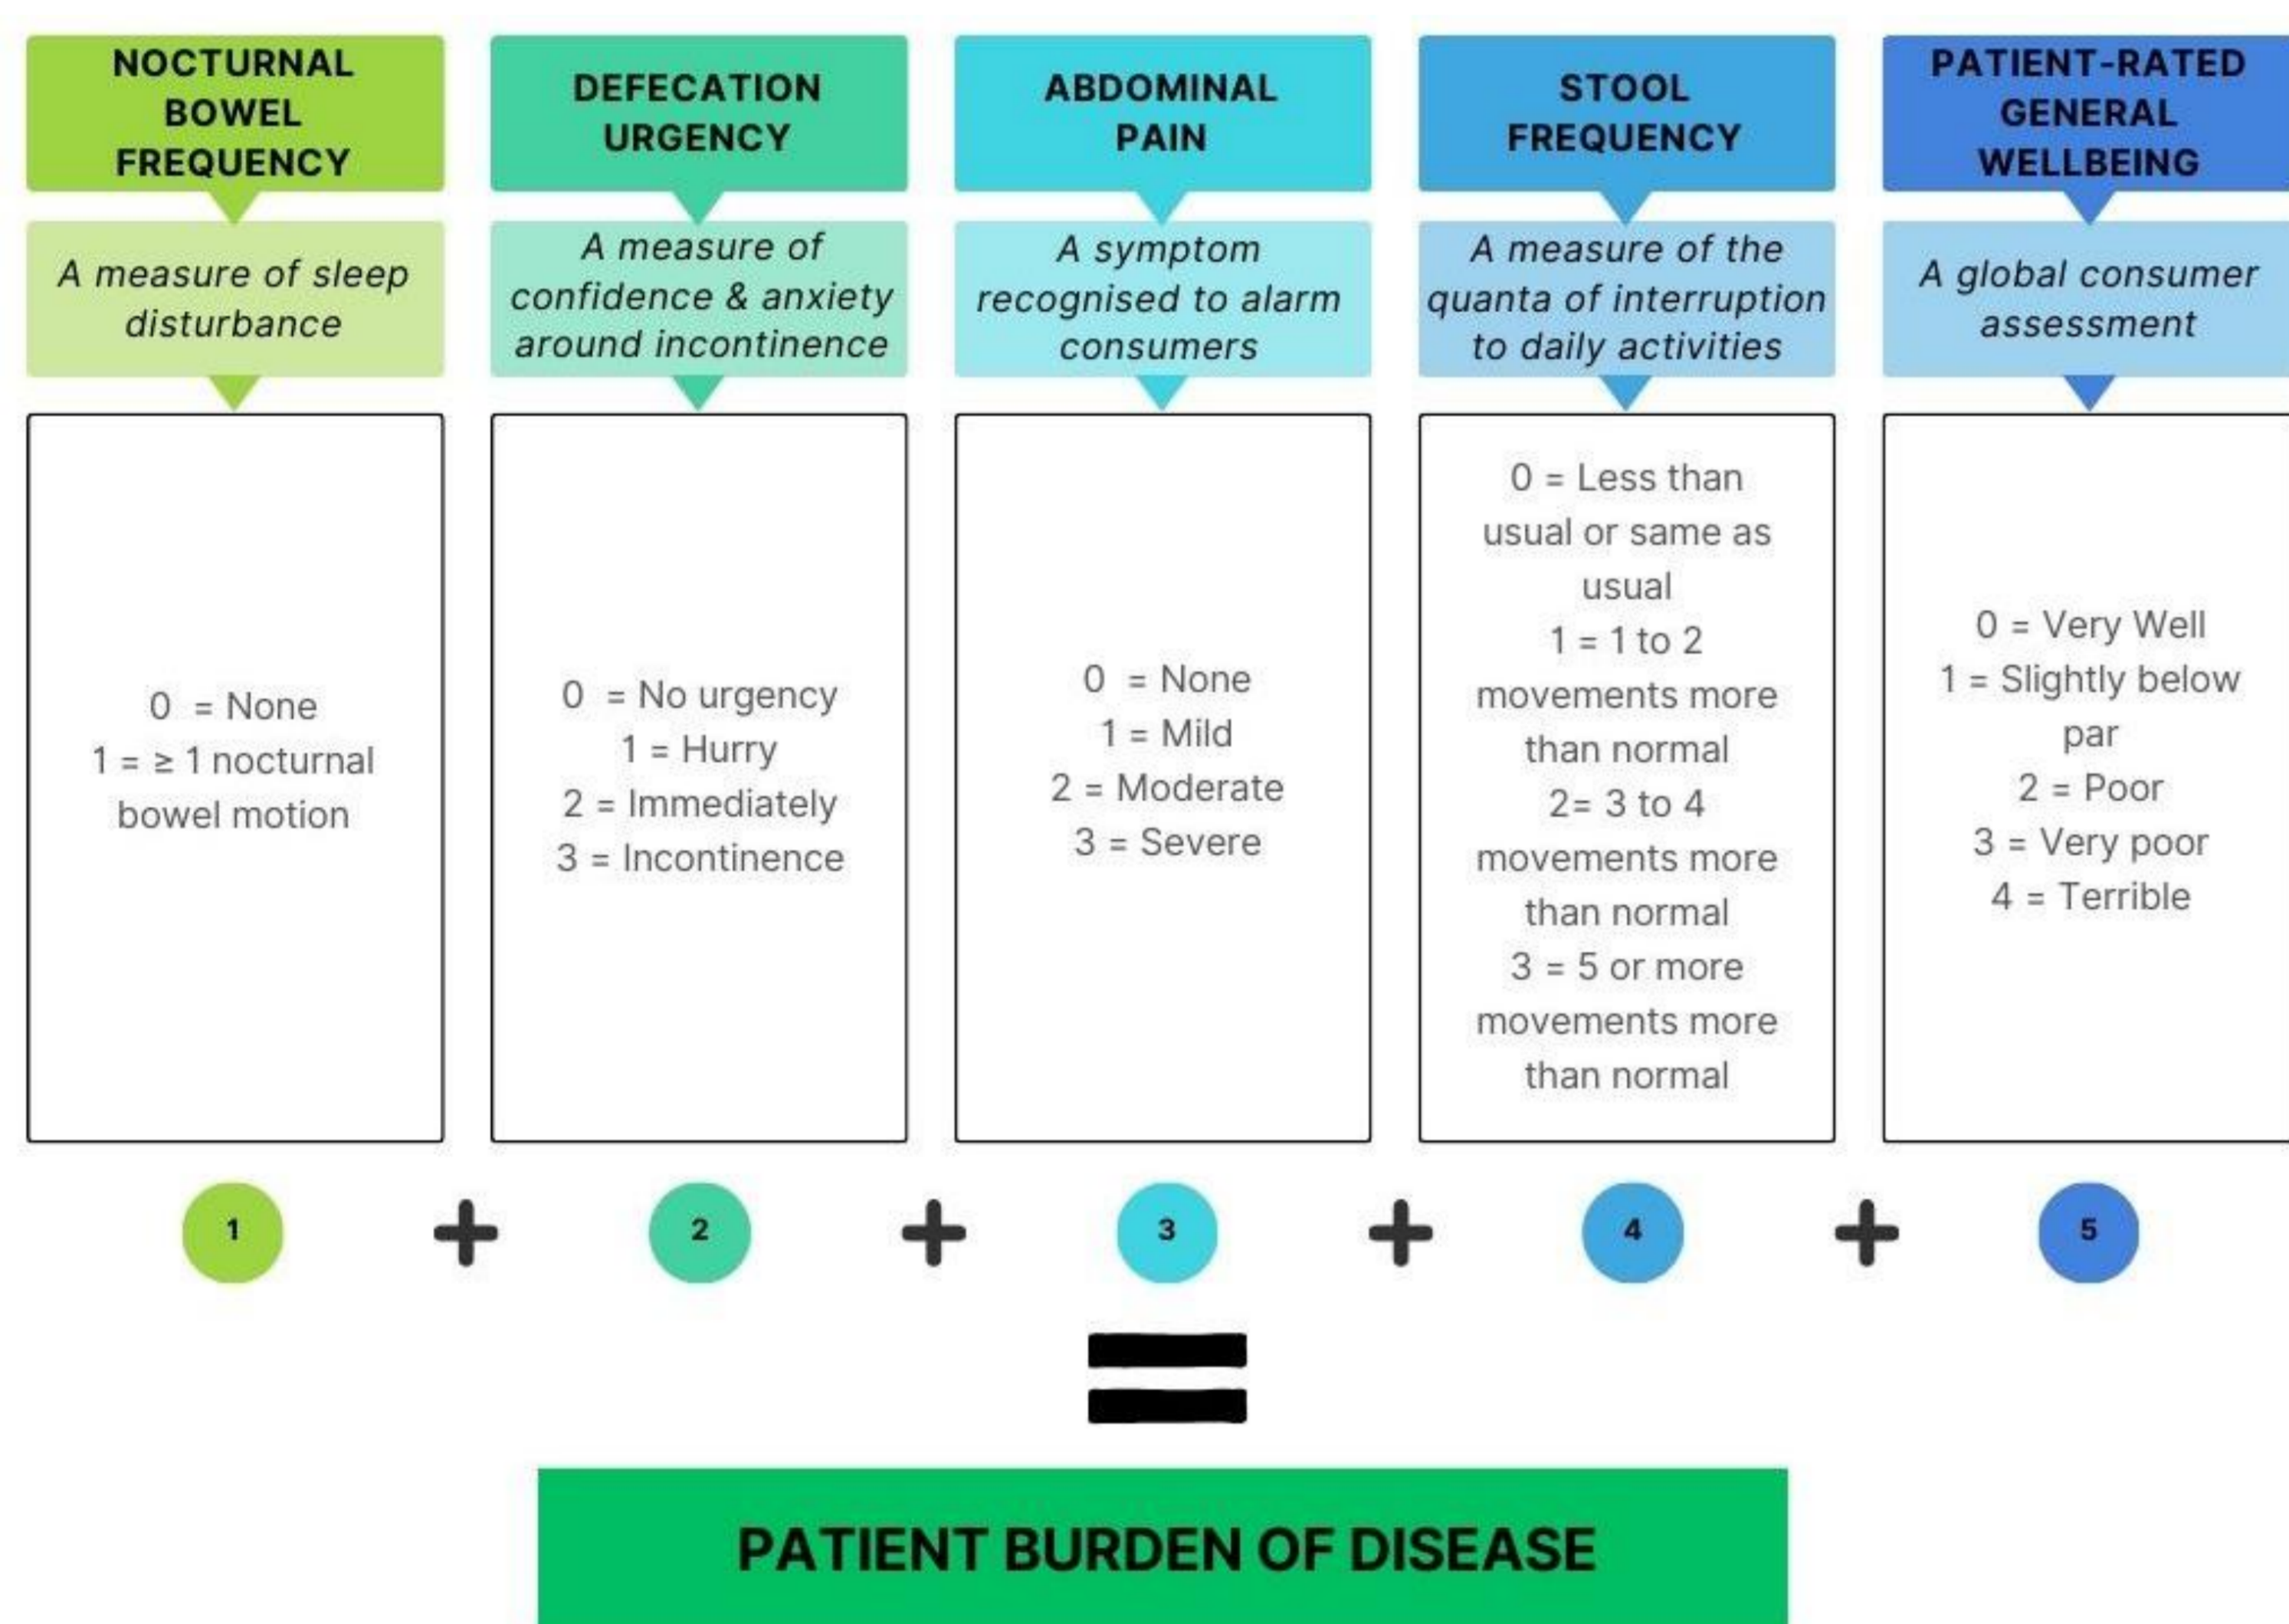 NOCTURNAL
BOWEL
FREQUENCY
A measure of sleep
disturbance
0 = None
1 = ≥ 1 nocturnal
bowel motion
DEFECATION
URGENCY
A measure of
confidence & anxiety
around incontinence
0 = No urgency
1 = Hurry
2 = Immediately
3 = Incontinence
ABDOMINAL
PAIN
A symptom
recognised to alarm
consumers
0 = None
1 = Mild
2 = Moderate
3 = Severe
STOOL
FREQUENCY
A measure of the
quanta of interruption
to daily activities
0 = Less than
usual or same as
usual
1 = 1 to 2
movements more
than normal
2= 3 to 4
movements more
than normal
3 = 5 or more
movements more
than normal
PATIENT-RATED
GENERAL
WELLBEING
A global consumer
assessment
0 = Very Well
1 = Slightly below
par
2 = Poor
3 = Very poor
4 = Terrible
1 + 2 + 3 + 4 + 5
=
PATIENT BURDEN OF DISEASE